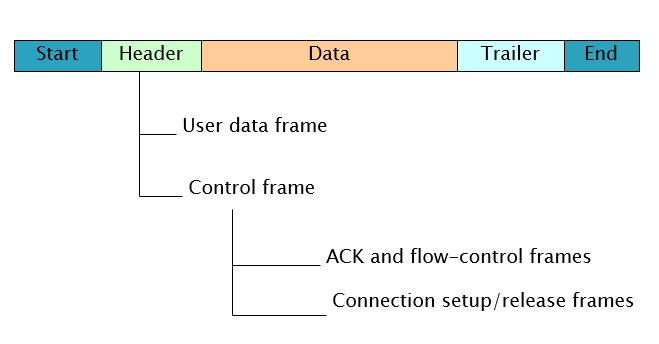 Start Header Data Trailer End
User data frame
Control frame
ACK and flow-control frames
Connection setup/release frames